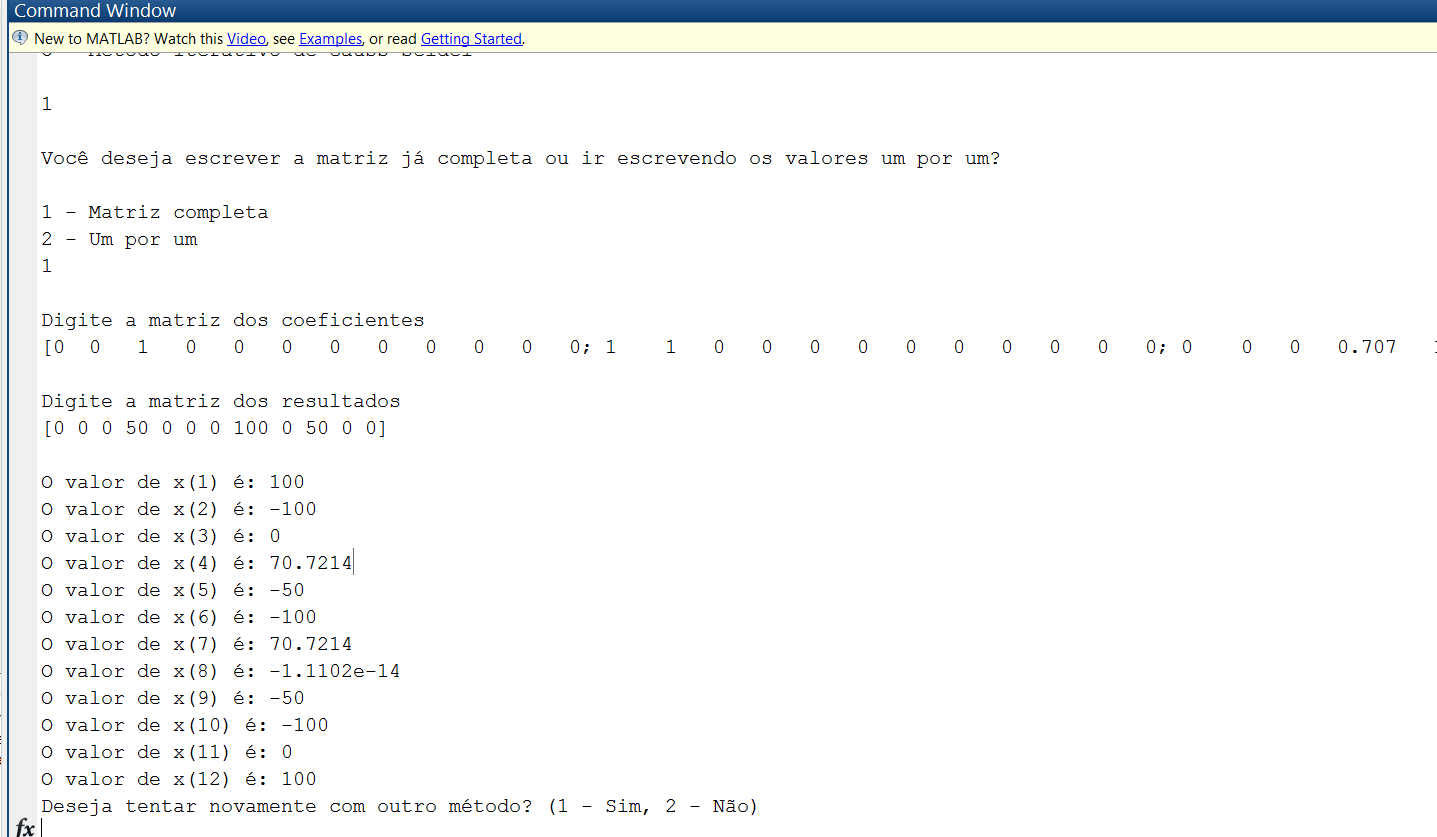 Command Window
New to MATLAB? Watch this Video, see Examples, or read Getting Started.
1
Você deseja escrever a matriz já completa ou ir escrevendo os valores um por um?
1 - Matriz completa
2 - Um por um
1
Digite a matriz dos coeficientes
[0 0 1 0 0 0 0 0 0 0 0 0; 1 1 0 0 0 0 0 0 0 0 0 0; 0 0 0 0.707
Digite a matriz dos resultados
[0 0 0 50 0 0 0 100 0 50 0 0]
O valor de x(1) é: 100
O valor de x(2) é: -100
O valor de x(3) é: 0
O valor de x(4) é: 70.7214
O valor de x(5) é: -50
O valor de x(6) é: -100
O valor de x(7) é: 70.7214
O valor de x(8) é: -1.1102e-14
O valor de x(9) é: -50
O valor de x(10) é: -100
O valor de x(11) é: 0
O valor de x(12) é: 100
Deseja tentar novamente com outro método? (1 - Sim, 2 - Não)
fx